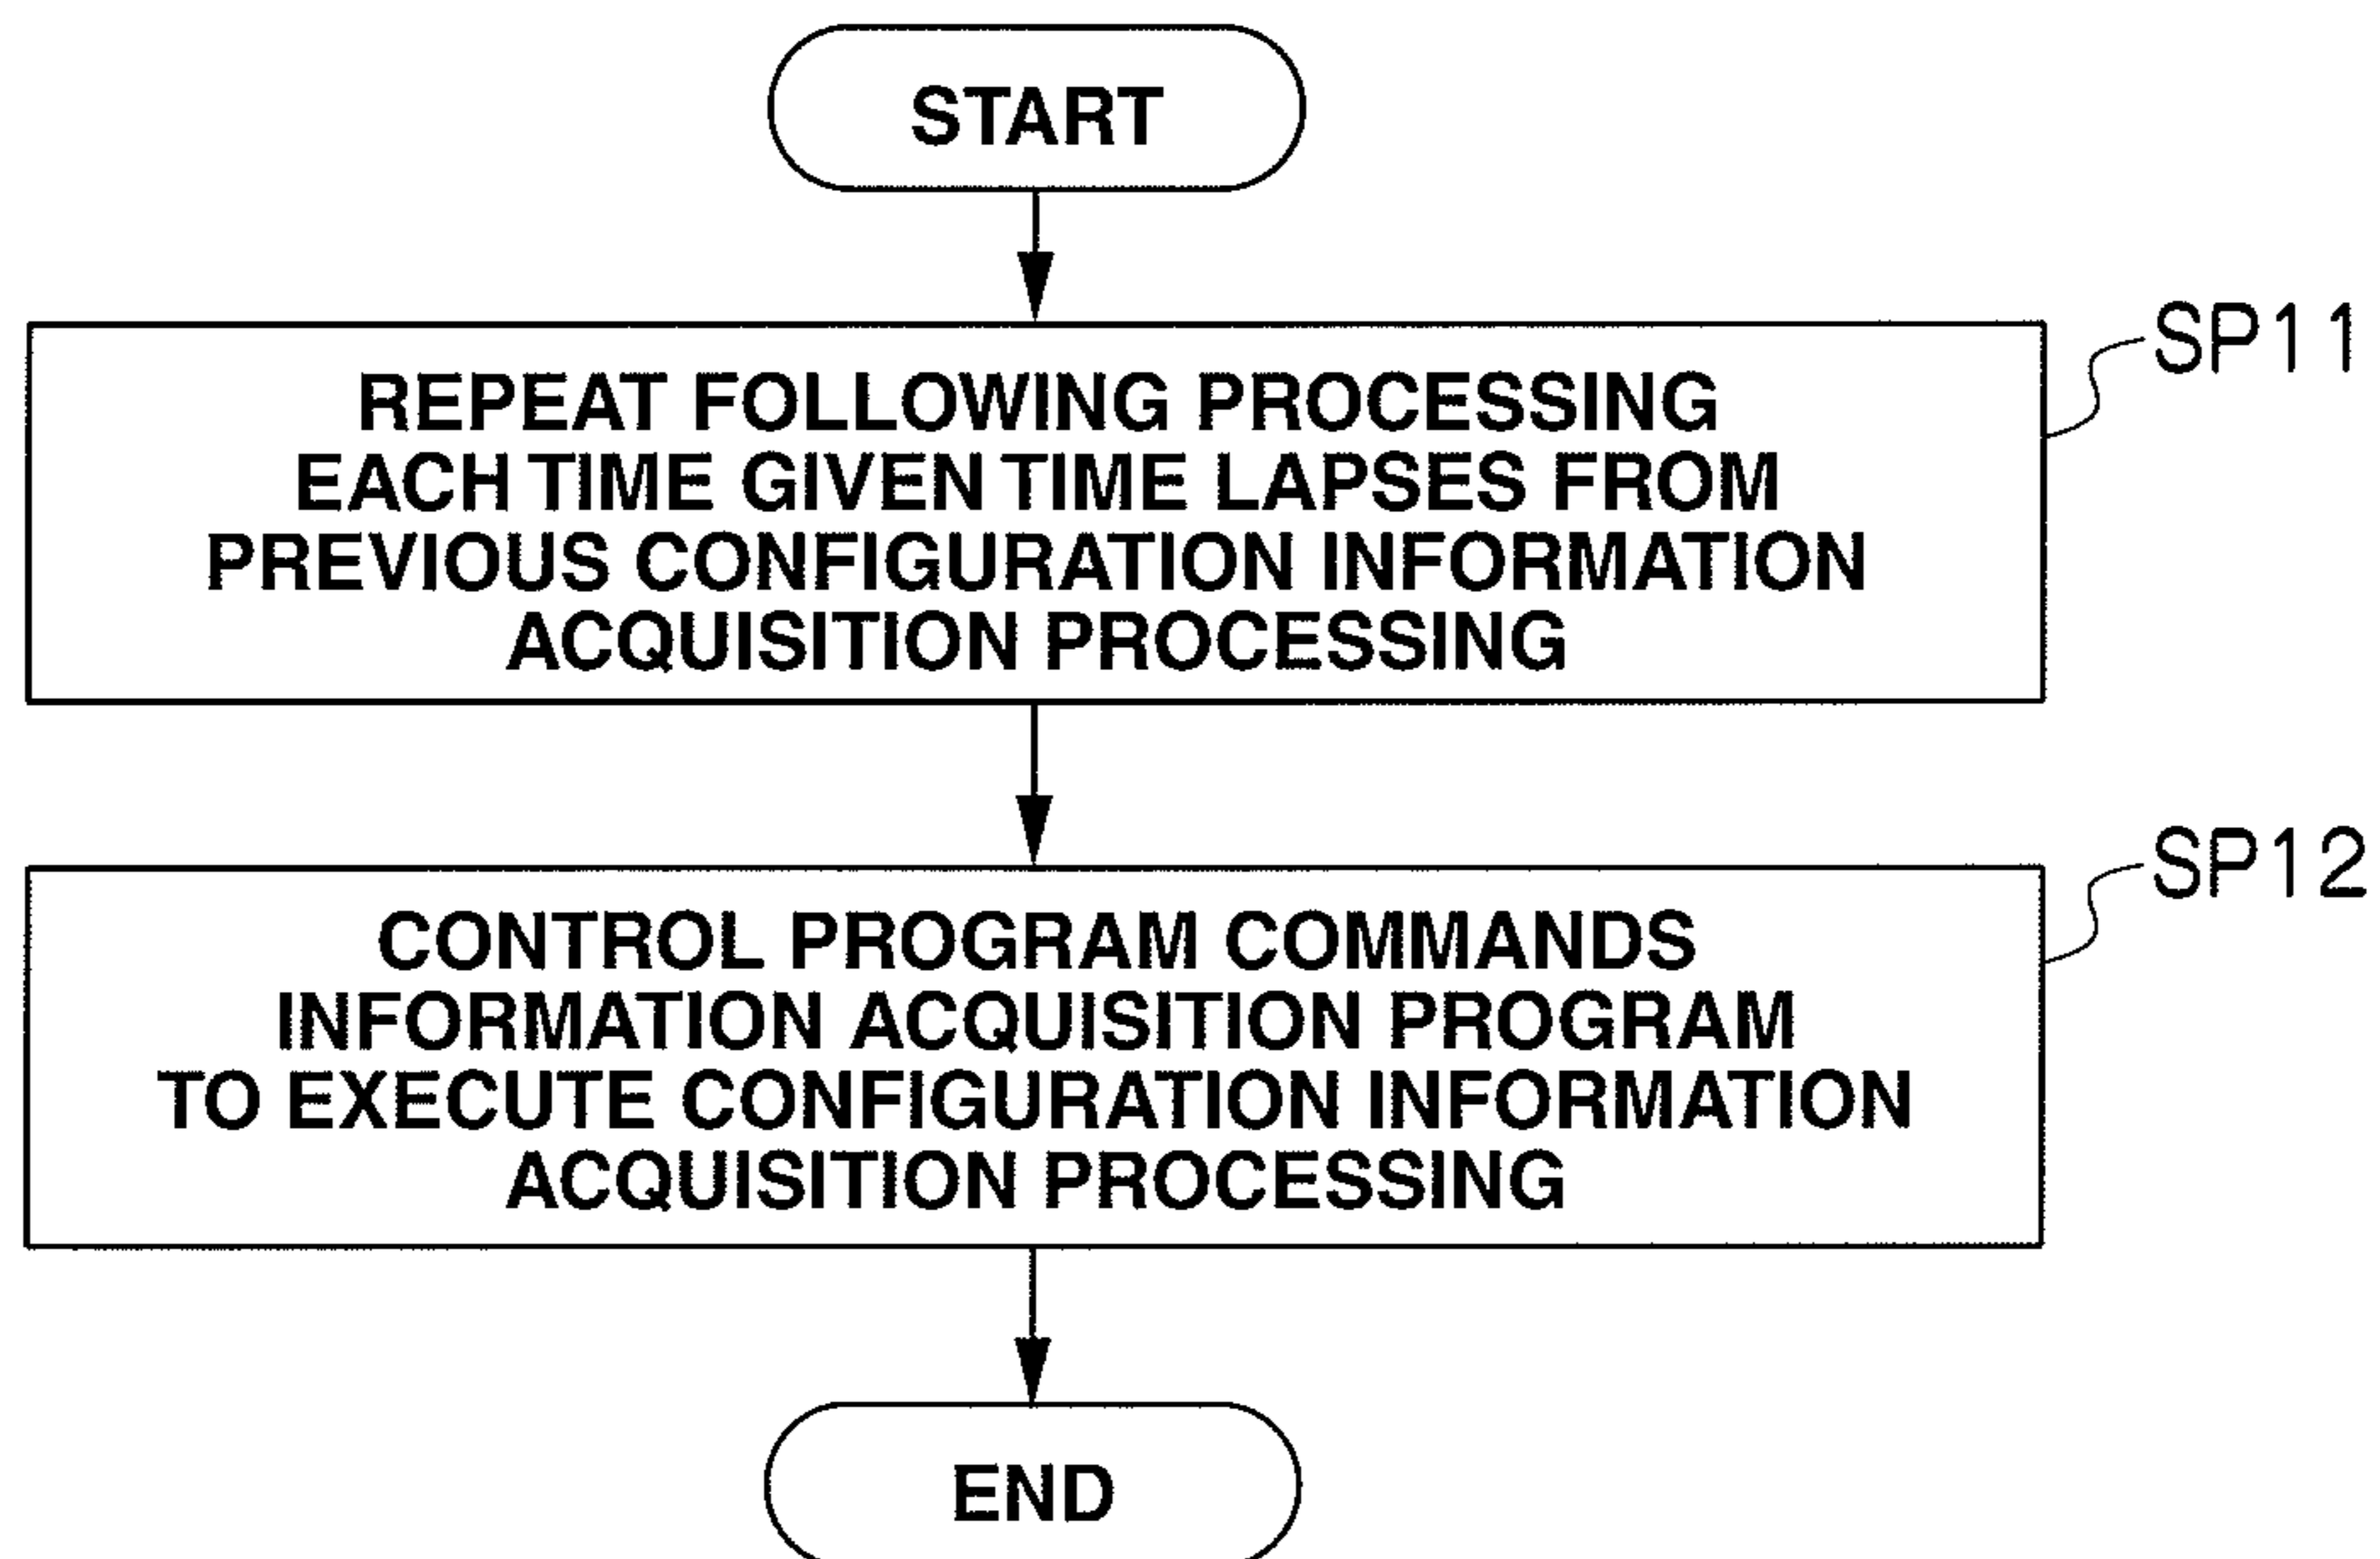 START
SP11
REPEAT FOLLOWING PROCESSING
EACH TIME GIVEN TIME LAPSES FROM
PREVIOUS CONFIGURATION INFORMATION
ACQUISITION PROCESSING
SP12
CONTROL PROGRAM COMMANDS
INFORMATION ACQUISITION PROGRAM
TO EXECUTE CONFIGURATION INFORMATION
ACQUISITION PROCESSING
END